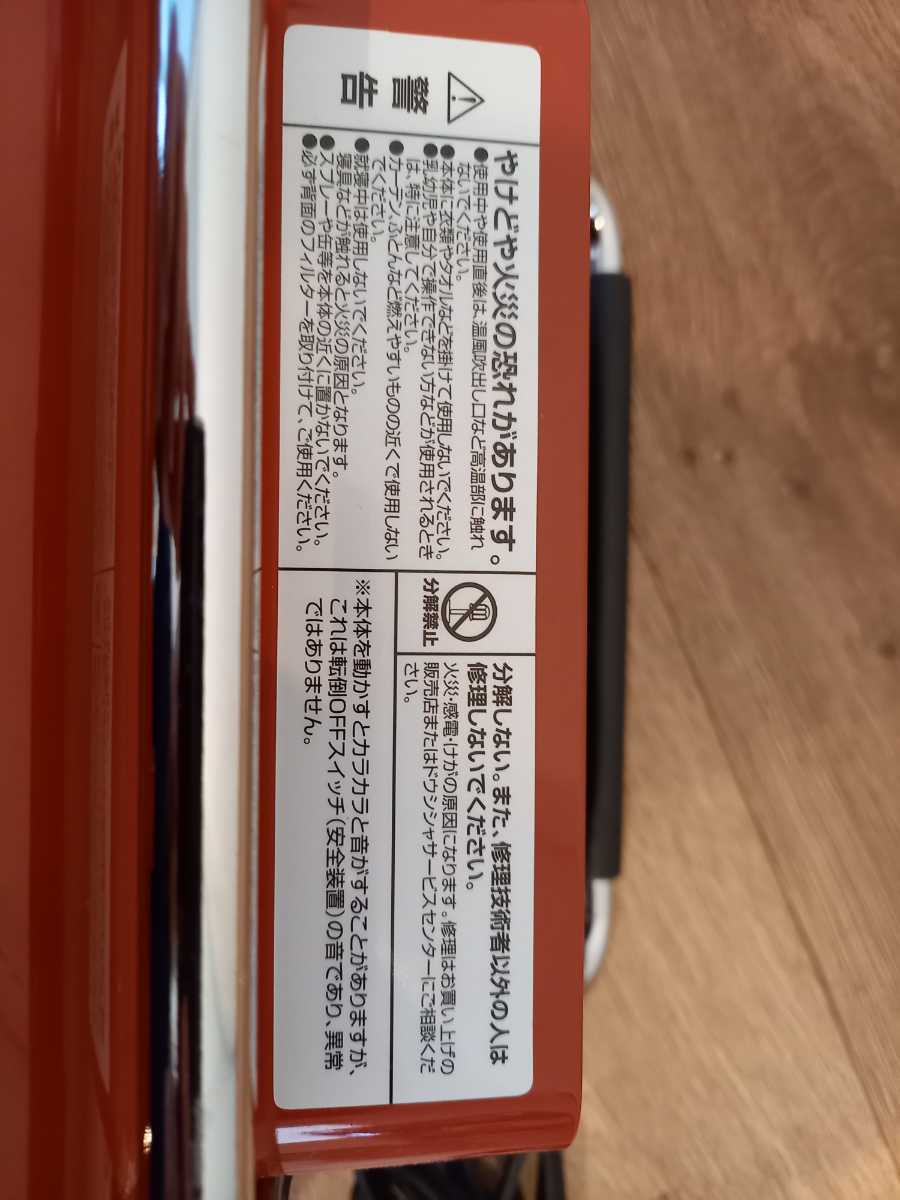 警告
やけどや火災の恐れがあります。
●使用中や使用直後は、温風吹出し口など高温部に触れ
ないでください。
●本体に衣類やタオルなどを掛けて使用しないでください。
●乳幼児や自分で操作できない方などが使用されるとき
は、特に注意してください。
●カーテン、ふとんなど燃えやすいものの近くで使用しない
でください。
●就寝中は使用しないでください。
寝具などが触れると火災の原因となります。
●スプレーや缶等を本体の近くに置かないでください。
●必ず背面のフィルターを取り付けて、ご使用ください。
分解禁止
分解しない。また、修理技術者以外の人は
修理しないでください。
火災・感電・けがの原因になります。修理はお買い上げの
販売店またはドウシシャサービスセンターにご相談くだ
さい。
※本体を動かすとカラカラと音がすることがありますが、
これは転倒OFFスイッチ(安全装置)の音であり、異常
ではありません。